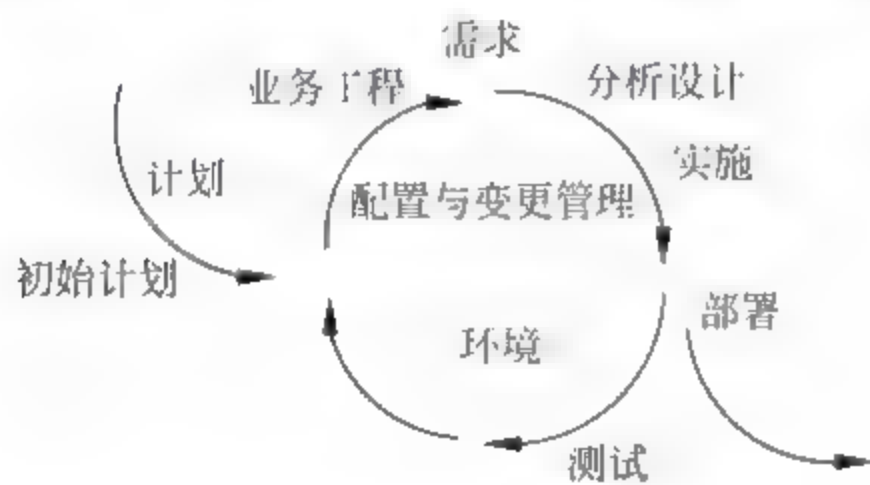 需求
业务工程
分析设计
计划
实施
配置与变更管理
初始计划
部署
环境
测试